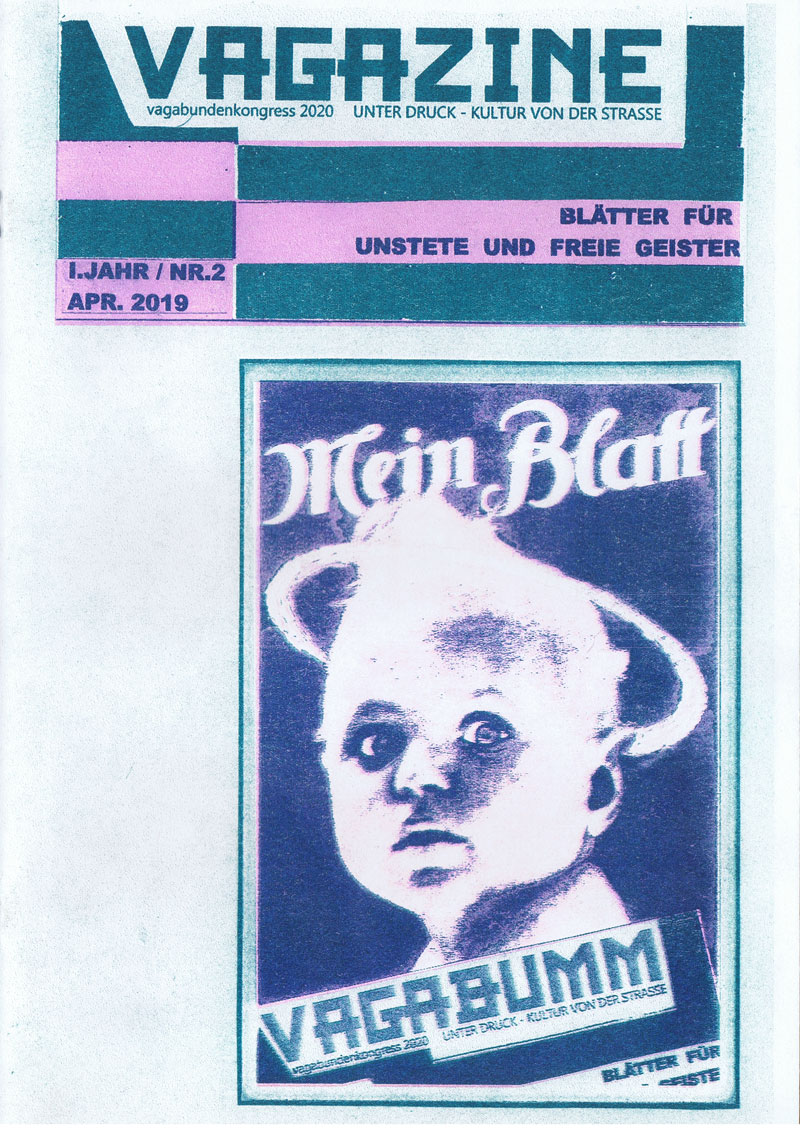 VAGAZINE
vagabundenkongress 2020 UNTER DRUCK - KULTUR VON DER STRASSE
BLÄTTER FÜR
UNSTETE UND FREIE GEISTER
I.JAHR / NR.2
APR. 2019
Mein Blatt
VAGABUMM
vagabundenkongress 2020 UNTER DRUCK - KULTUR VON DER STRASSE
BLÄTTER FÜR
GEISTE